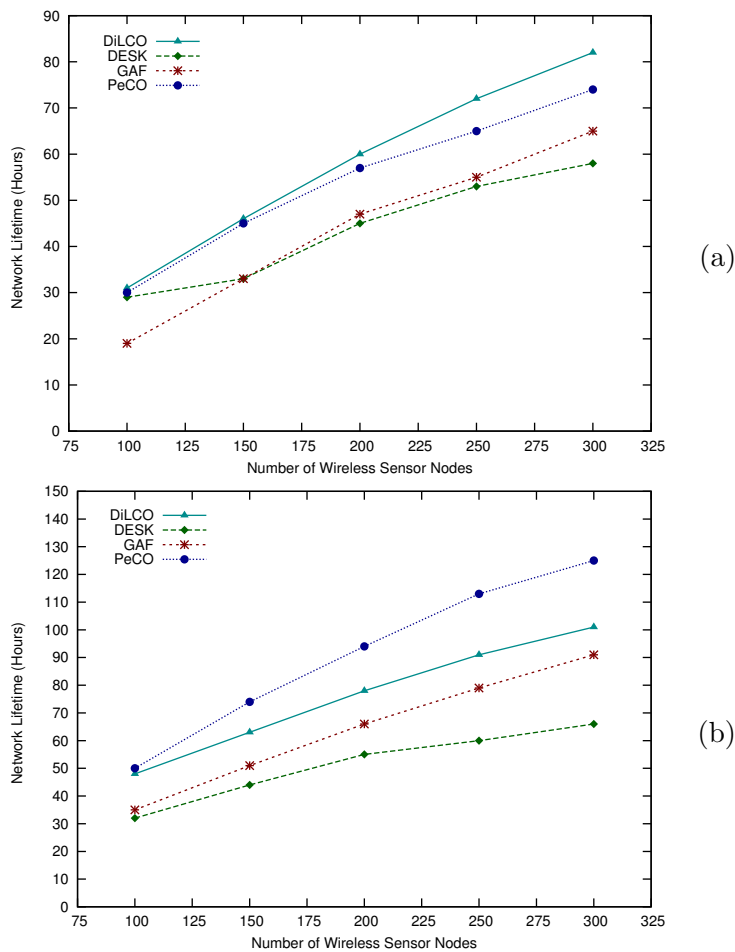 90
80
70
60
50
40
30
20
10
0
Network Lifetime (Hours)
DiLCO
DESK
GAF
PeCO
75 100 125 150 175 200 225 250 275 300 325
Number of Wireless Sensor Nodes
(a)
150
140
130
120
110
100
90
80
70
60
50
40
30
20
10
0
Network Lifetime (Hours)
DiLCO
DESK
GAF
PeCO
75 100 125 150 175 200 225 250 275 300 325
Number of Wireless Sensor Nodes
(b)